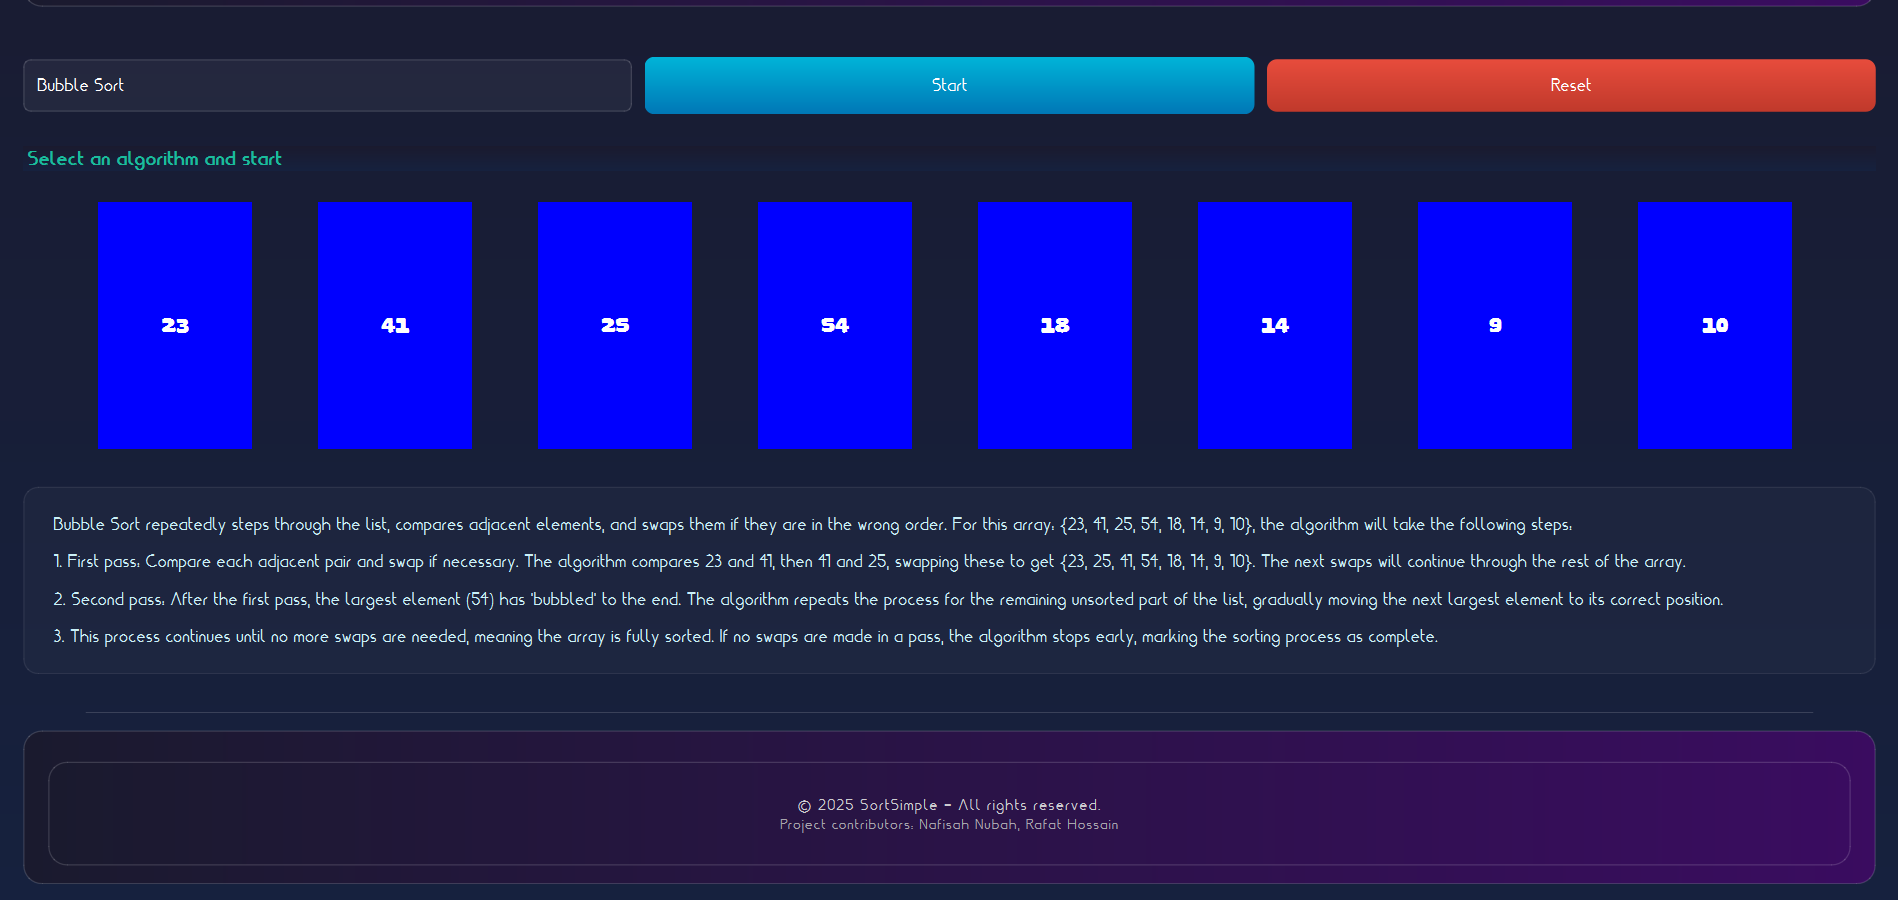 Bubble Sort
Start
Reset
Select an algorithm and start
23
41
25
54
18
14
9
10
Bubble Sort repeatedly steps through the list, compares adjacent elements, and swaps them if they are in the wrong order. For this array: {23, 41, 25, 54, 18, 14, 9, 10}, the algorithm will take the following steps:
1. First pass: Compare each adjacent pair and swap if necessary. The algorithm compares 23 and 41, then 41 and 25, swapping these to get {23, 25, 41, 54, 18, 14, 9, 10}. The next swaps will continue through the rest of the array.
2. Second pass: After the first pass, the largest element (54) has 'bubbled' to the end. The algorithm repeats the process for the remaining unsorted part of the list, gradually moving the next largest element to its correct position.
3. This process continues until no more swaps are needed, meaning the array is fully sorted. If no swaps are made in a pass, the algorithm stops early, marking the sorting process as complete.
© 2025 SortSimple - All rights reserved.
Project contributors: Nafisah Nubah, Rafat Hossain